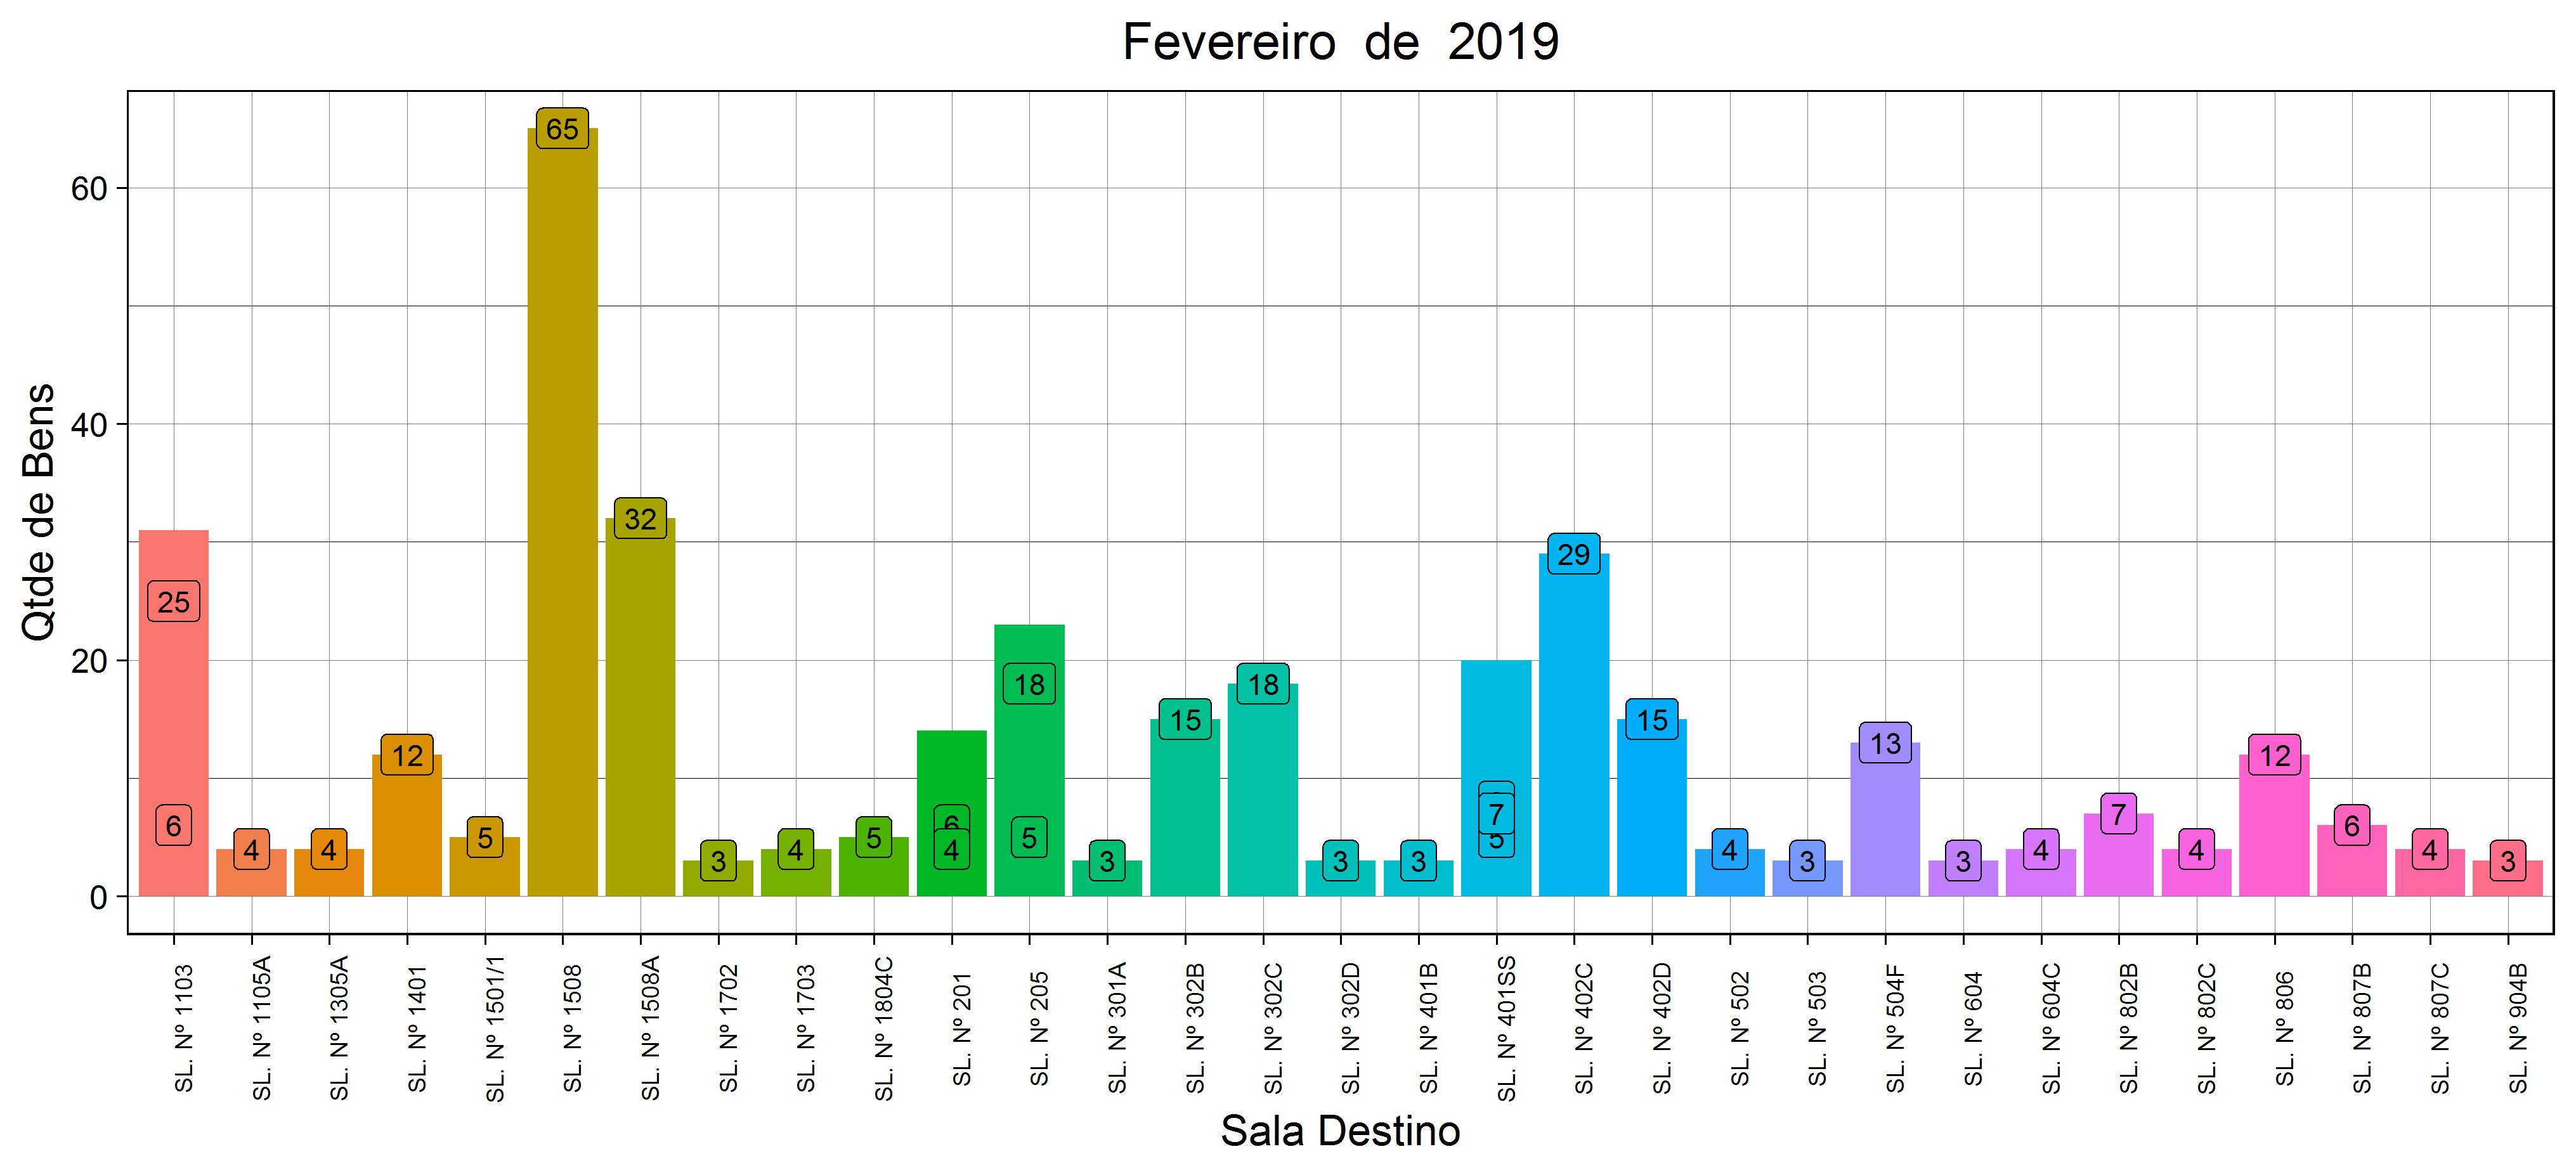 Fevereiro de 2019
Qtde de Bens
60
40
20
0
25
6
4
4
12
5
65
32
3
4
5
6
4
18
5
3
15
18
3
3
7
5
29
15
4
3
13
3
4
7
4
12
6
4
3
SL. Nº 1103
SL. Nº 1105A
SL. Nº 1305A
SL. Nº 1401
SL. Nº 1501/1
SL. Nº 1508
SL. Nº 1508A
SL. Nº 1702
SL. Nº 1703
SL. Nº 1804C
SL. Nº 201
SL. Nº 205
SL. Nº 301A
SL. Nº 302B
SL. Nº 302C
SL. Nº 302D
SL. Nº 401B
SL. Nº 401SS
SL. Nº 402C
SL. Nº 402D
SL. Nº 502
SL. Nº 503
SL. Nº 504F
SL. Nº 604
SL. Nº 604C
SL. Nº 802B
SL. Nº 802C
SL. Nº 806
SL. Nº 807B
SL. Nº 807C
SL. Nº 904B
Sala Destino